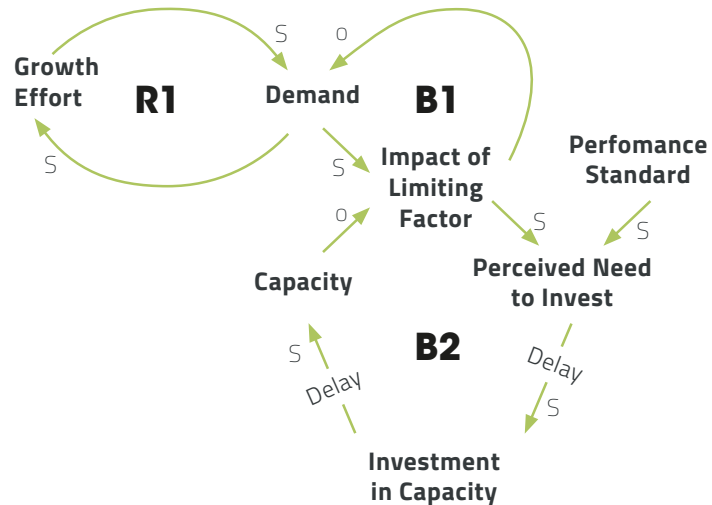 S
o
Growth
Effort
R1
Demand
B1
S
S
Impact of
Limiting
Factor
Perfomance
Standard
o
S
S
Capacity
Perceived Need
to Invest
B2
S
Delay
Delay
S
Investment
in Capacity